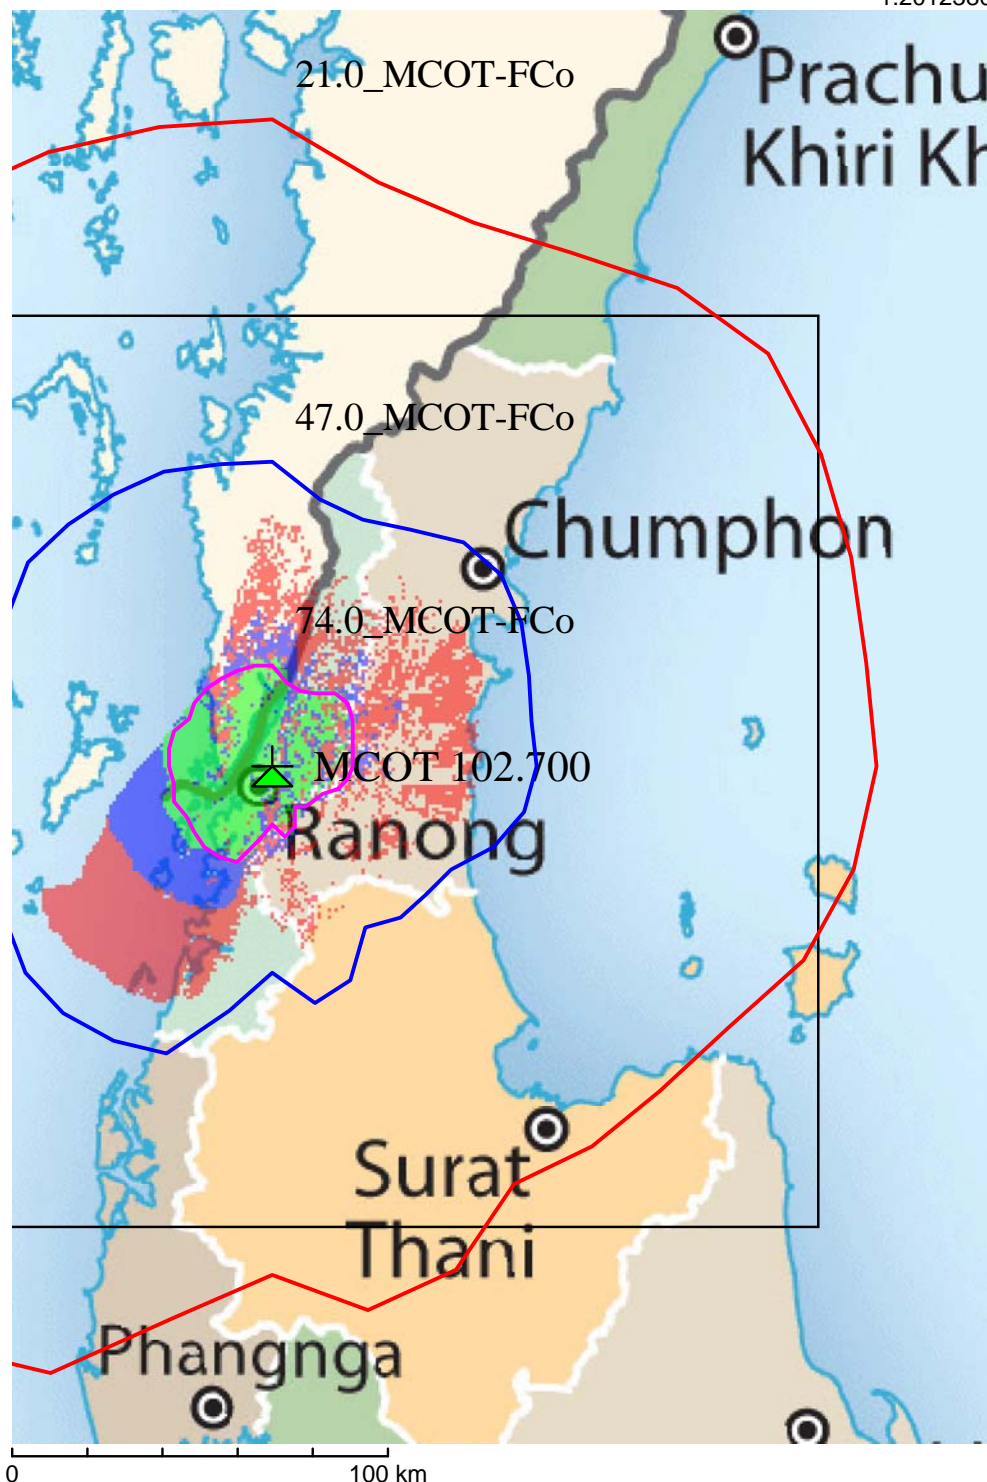 21.0_MCOT-FCo
Prachu
Khiri Kh
47.0_MCOT-FCo
Chumphon
74.0_MCOT-FCo
MCOT 102.700
Ranong
Surat
Thani
Phangnga
0 100 km